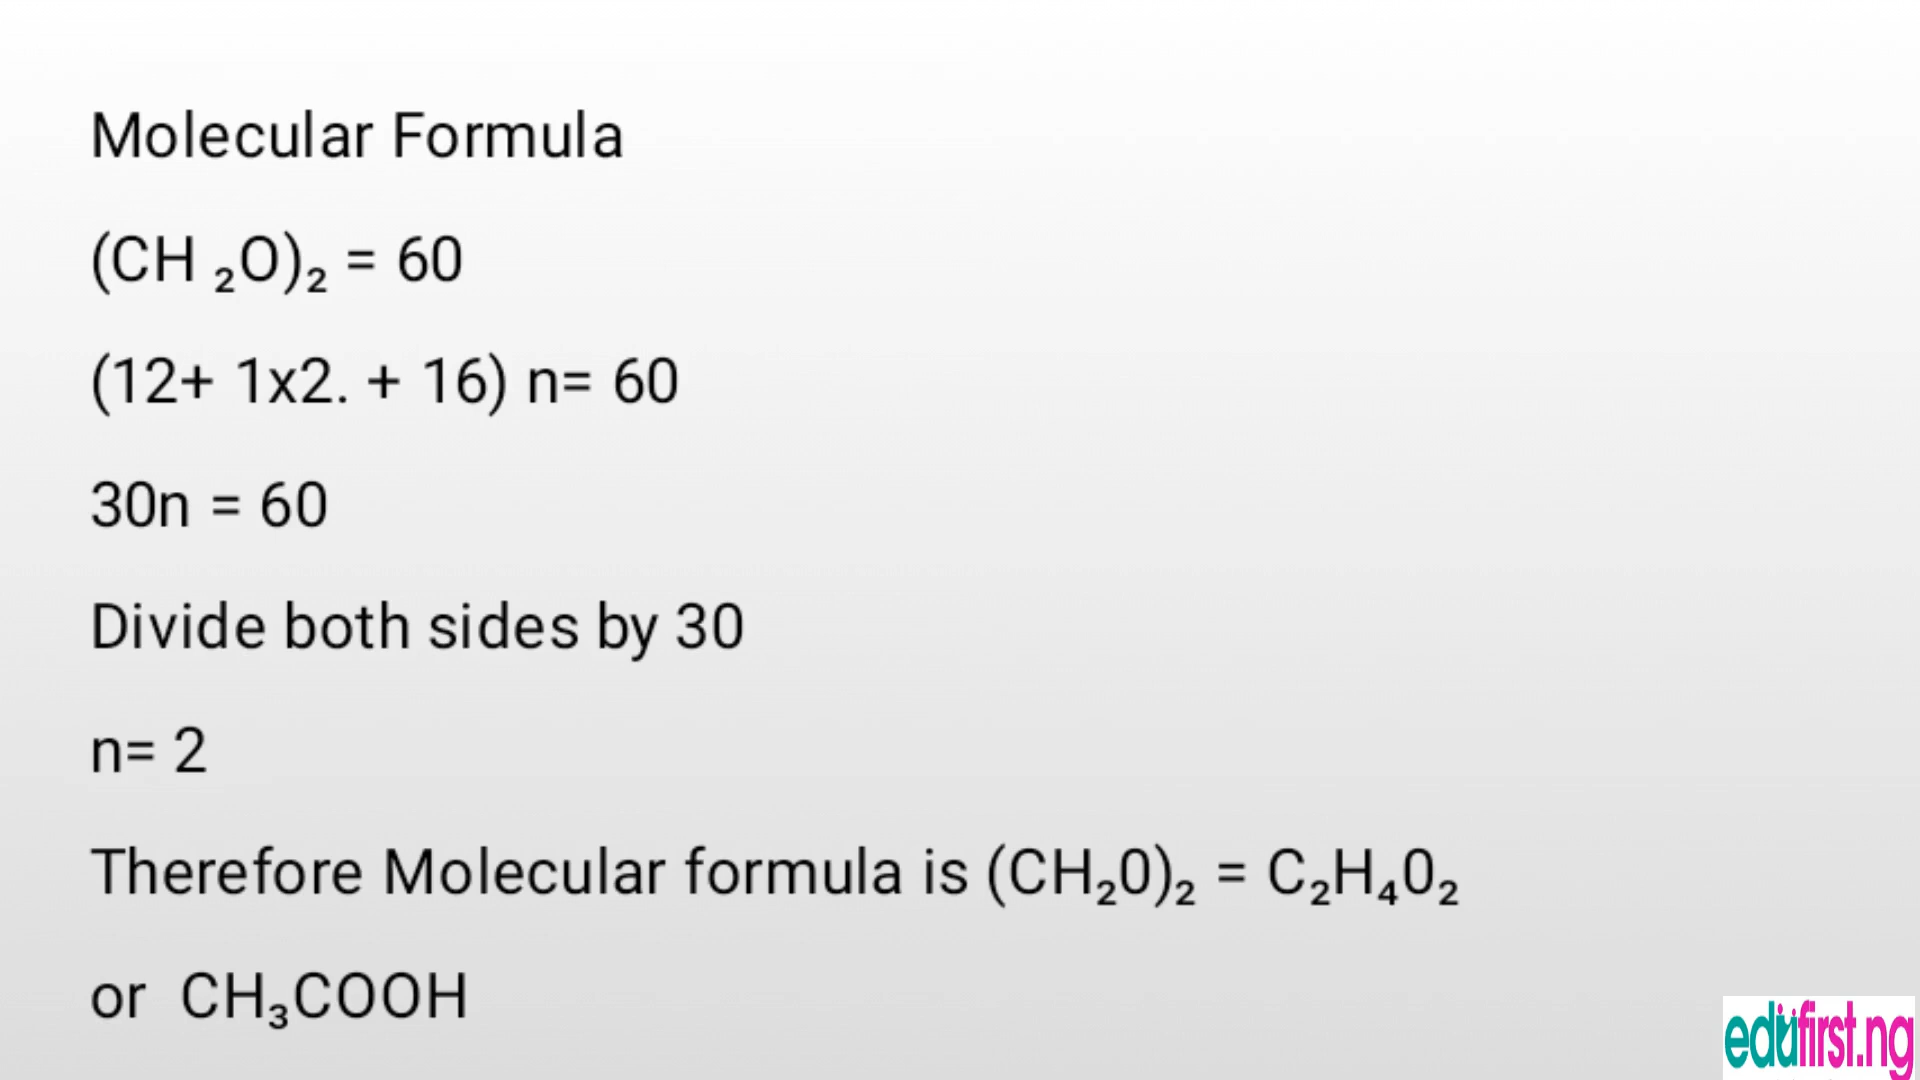 Molecular Formula
(CH ₂O)₂ = 60
(12+ 1x2. + 16) n= 60
30n = 60
Divide both sides by 30
n= 2
Therefore Molecular formula is (CH₂0)₂ = C₂H₄0₂
or CH₃COOH
edufirst.ng